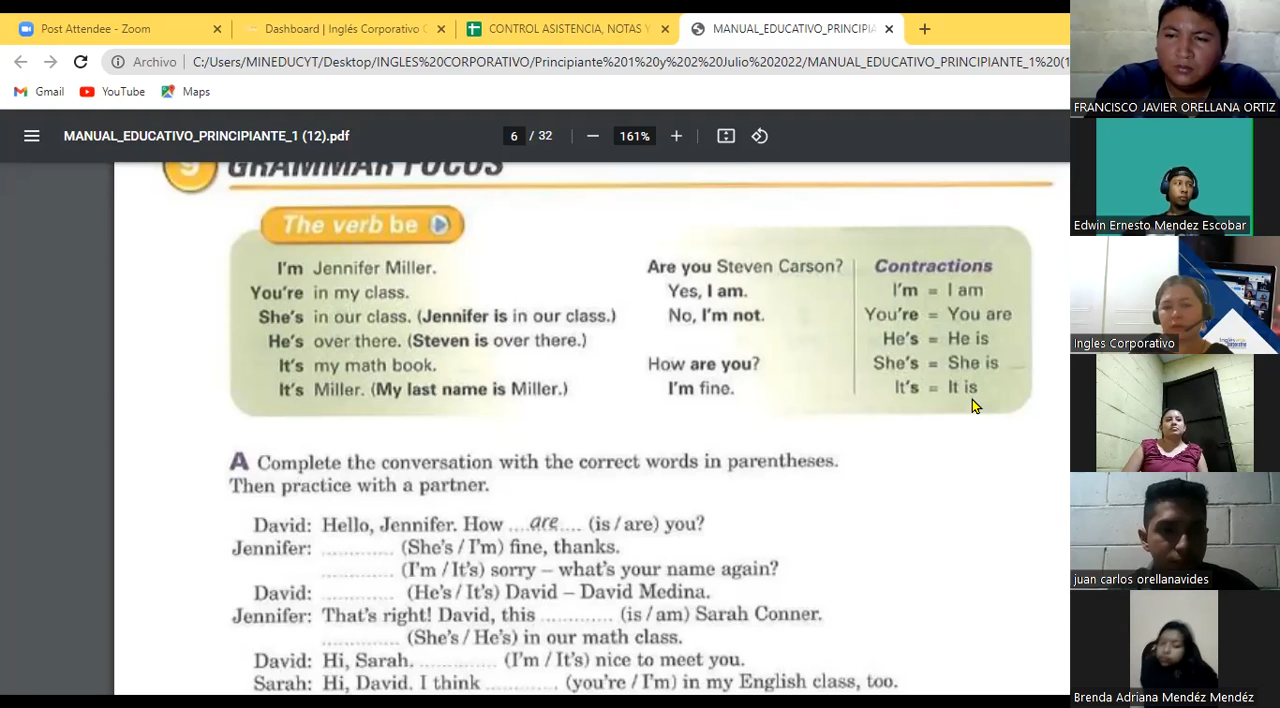 Post Attendee - Zoom
Dashboard | Inglés Corporativo
CONTROL ASISTENCIA, NOTAS Y
MANUAL_EDUCATIVO_PRINCIPIA
Archivo
C:/Users/MINEDUCYT/Desktop/INGLES%20CORPORATIVO/Principiante%201%20y%202%20Julio%202022/MANUAL_EDUCATIVO_PRINCIPIANTE_1%20(1
Gmail YouTube Maps
MANUAL_EDUCATIVO_PRINCIPIANTE_1 (12).pdf
6 / 32
161%
9 GRAMMAR FOCUS
The verb be
I'm Jennifer Miller.
You're in my class.
She's in our class. (Jennifer is in our class.)
He's over there. (Steven is over there.)
It's my math book.
It's Miller. (My last name is Miller.)
Are you Steven Carson?
Yes, I am.
No, I'm not.
How are you?
I'm fine.
Contractions
I'm = I am
You're = You are
He's = He is
She's = She is
It's = It is
A Complete the conversation with the correct words in parentheses.
Then practice with a partner.
David: Hello, Jennifer. How ....are.... (is / are) you?
Jennifer: ............ (She's / I'm) fine, thanks.
............ (I'm / It's) sorry – what's your name again?
David: ............ (He's / It's) David – David Medina.
Jennifer: That's right! David, this ............ (is / am) Sarah Conner.
............ (She's / He's) in our math class.
David: Hi, Sarah. ............ (I'm / It's) nice to meet you.
Sarah: Hi, David. I think ............ (you're / I'm) in my English class, too.
FRANCISCO JAVIER ORELLANA ORTIZ
Edwin Ernesto Mendez Escobar
Ingles Corporativo
juan carlos orellanavides
Brenda Adriana Mendéz Mendéz